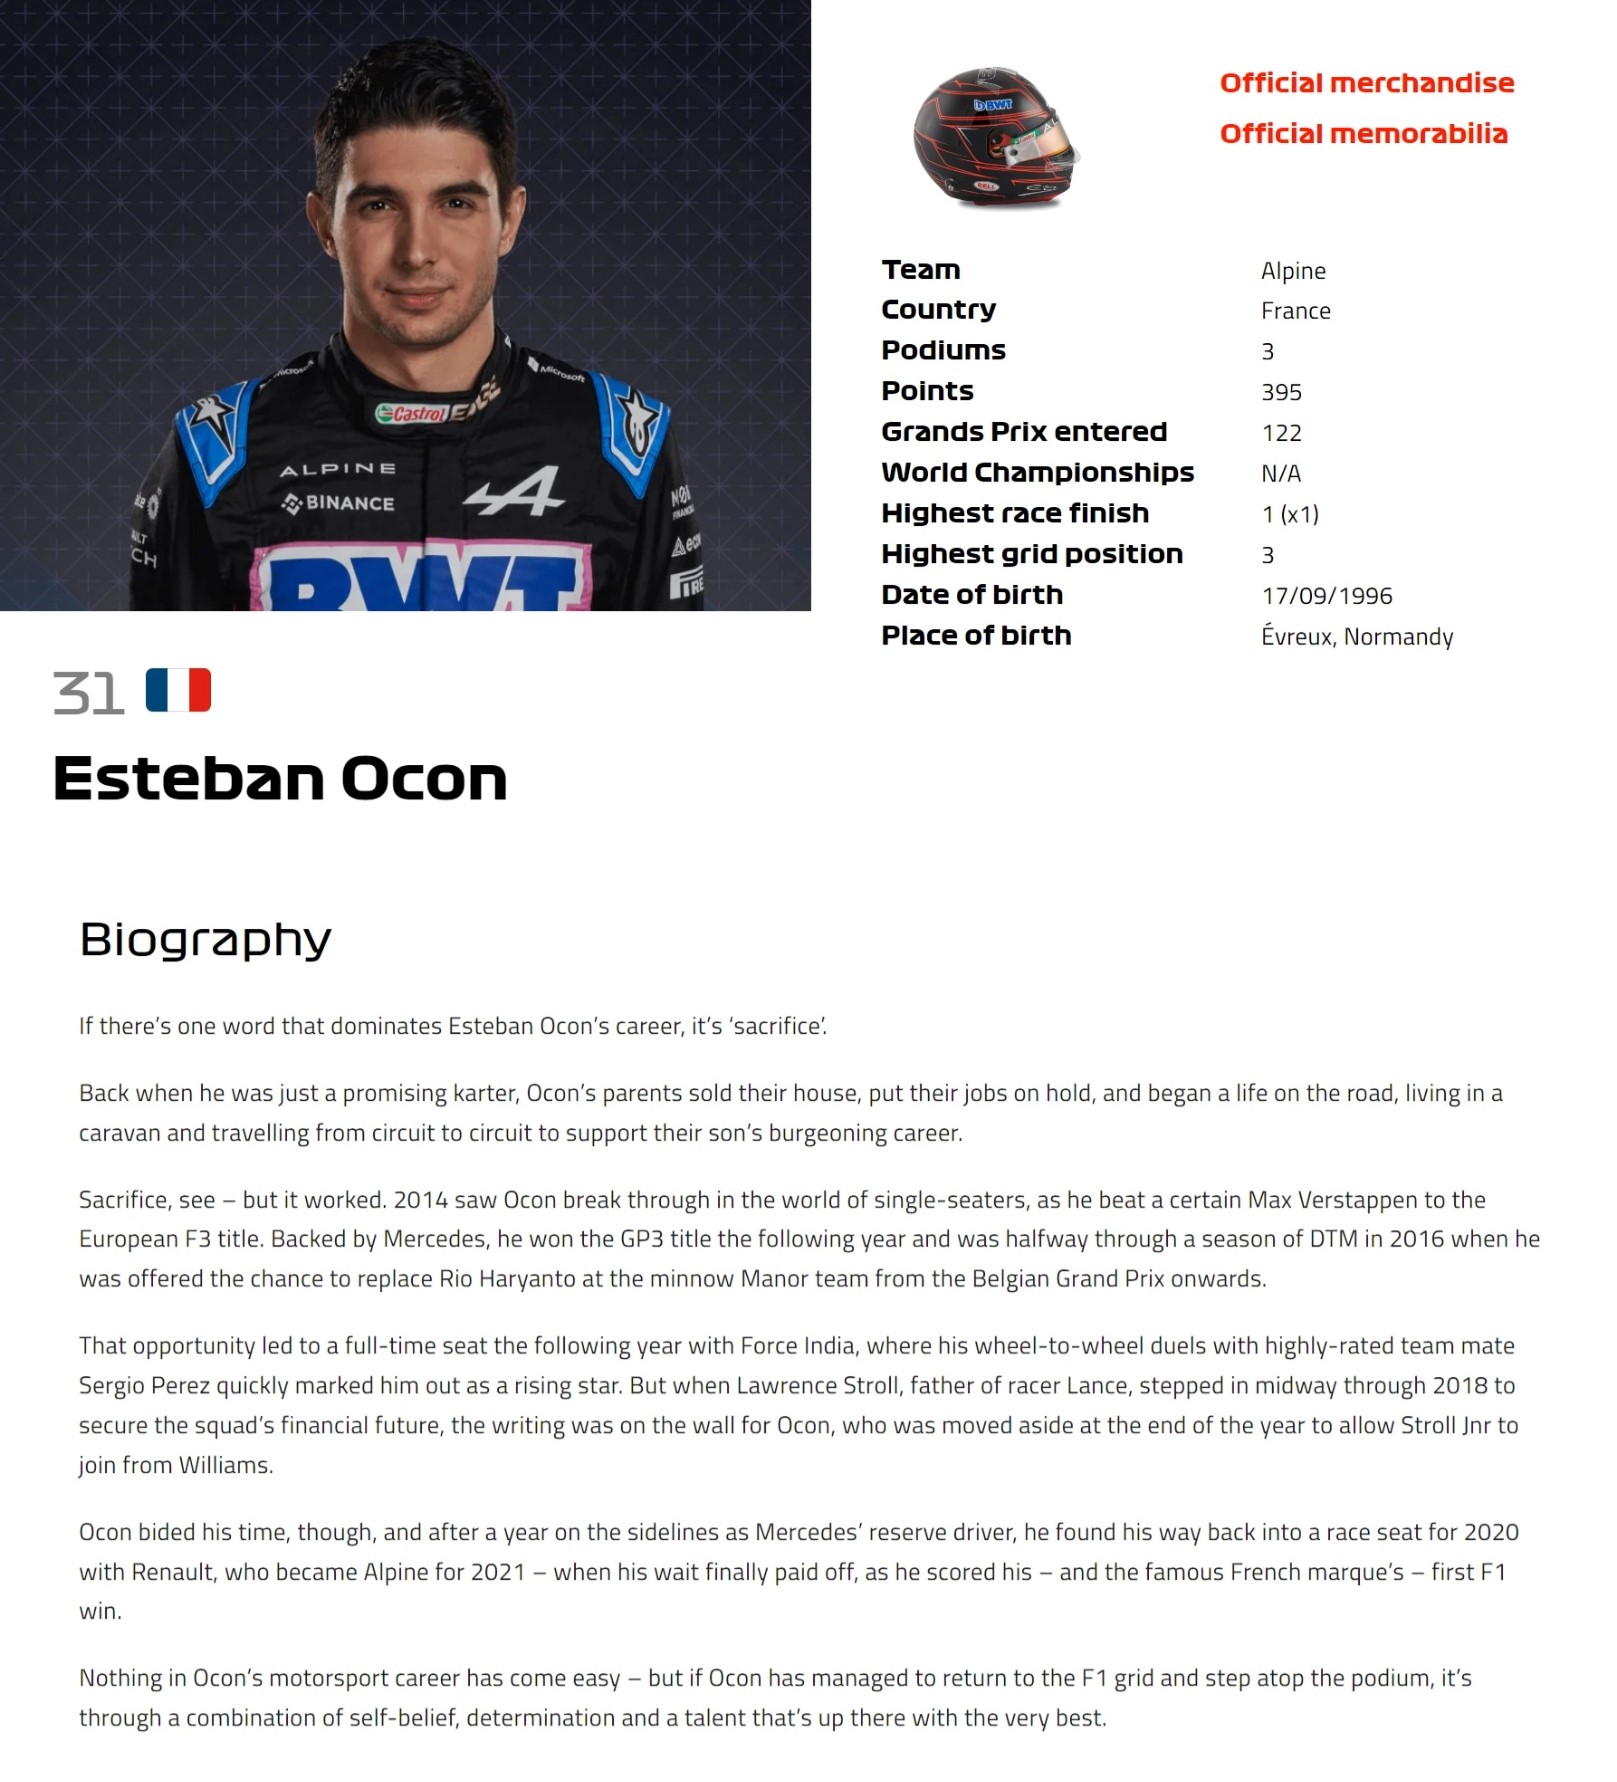 BWT
BELL
Official merchandise
Official memorabilia
Microsoft
Castrol
ALPINE
BINANCE
BWT
Team Alpine
Country France
Podiums 3
Points 395
Grands Prix entered 122
World Championships N/A
Highest race finish 1 (x1)
Highest grid position 3
Date of birth 17/09/1996
Place of birth Évreux, Normandy
31
Esteban Ocon
Biography
If there’s one word that dominates Esteban Ocon’s career, it’s ‘sacrifice’.
Back when he was just a promising karter, Ocon’s parents sold their house, put their jobs on hold, and began a life on the road, living in a
caravan and travelling from circuit to circuit to support their son’s burgeoning career.
Sacrifice, see – but it worked. 2014 saw Ocon break through in the world of single-seaters, as he beat a certain Max Verstappen to the
European F3 title. Backed by Mercedes, he won the GP3 title the following year and was halfway through a season of DTM in 2016 when he
was offered the chance to replace Rio Haryanto at the minnow Manor team from the Belgian Grand Prix onwards.
That opportunity led to a full-time seat the following year with Force India, where his wheel-to-wheel duels with highly-rated team mate
Sergio Perez quickly marked him out as a rising star. But when Lawrence Stroll, father of racer Lance, stepped in midway through 2018 to
secure the squad’s financial future, the writing was on the wall for Ocon, who was moved aside at the end of the year to allow Stroll Jnr to
join from Williams.
Ocon bided his time, though, and after a year on the sidelines as Mercedes’ reserve driver, he found his way back into a race seat for 2020
with Renault, who became Alpine for 2021 – when his wait finally paid off, as he scored his – and the famous French marque’s – first F1
win.
Nothing in Ocon’s motorsport career has come easy – but if Ocon has managed to return to the F1 grid and step atop the podium, it’s
through a combination of self-belief, determination and a talent that’s up there with the very best.